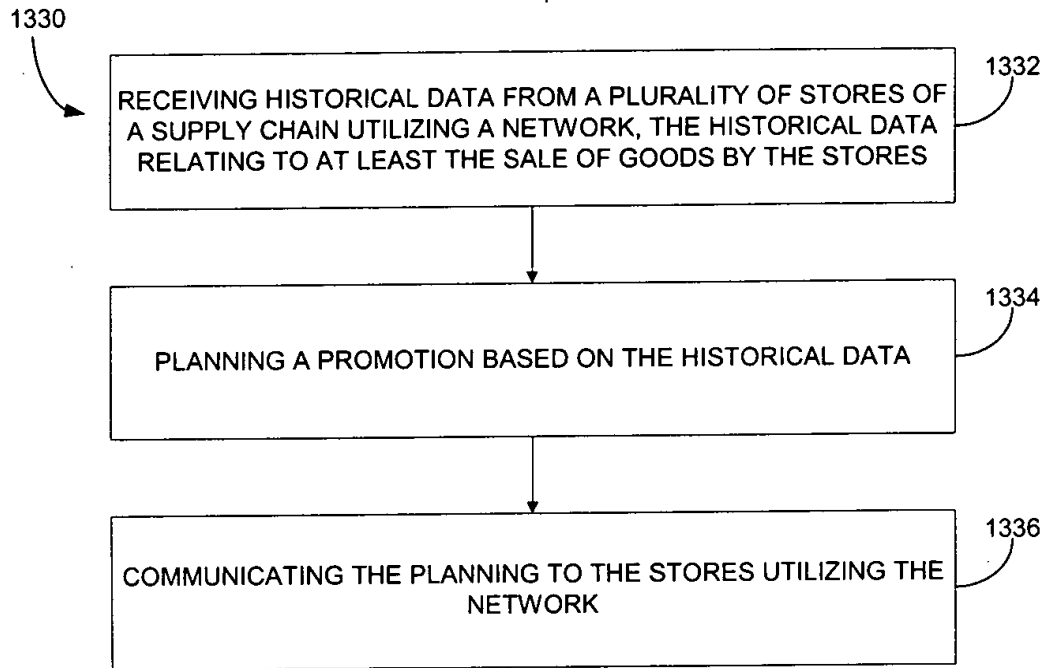 1330
1332
RECEIVING HISTORICAL DATA FROM A PLURALITY OF STORES OF
A SUPPLY CHAIN UTILIZING A NETWORK, THE HISTORICAL DATA
RELATING TO AT LEAST THE SALE OF GOODS BY THE STORES
1334
PLANNING A PROMOTION BASED ON THE HISTORICAL DATA
1336
COMMUNICATING THE PLANNING TO THE STORES UTILIZING THE
NETWORK